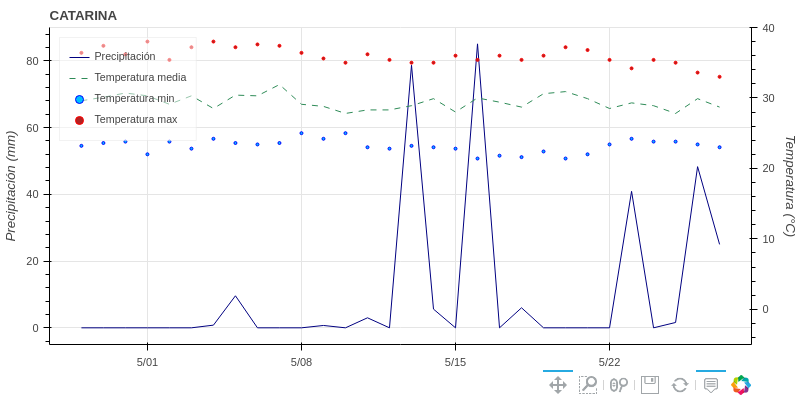 CATARINA
Precipitación
Temperatura media
Temperatura min
Temperatura max
80
60
40
20
0
40
30
20
10
0
Precipitación (mm)
Temperatura (°C)
5/01
5/08
5/15
5/22